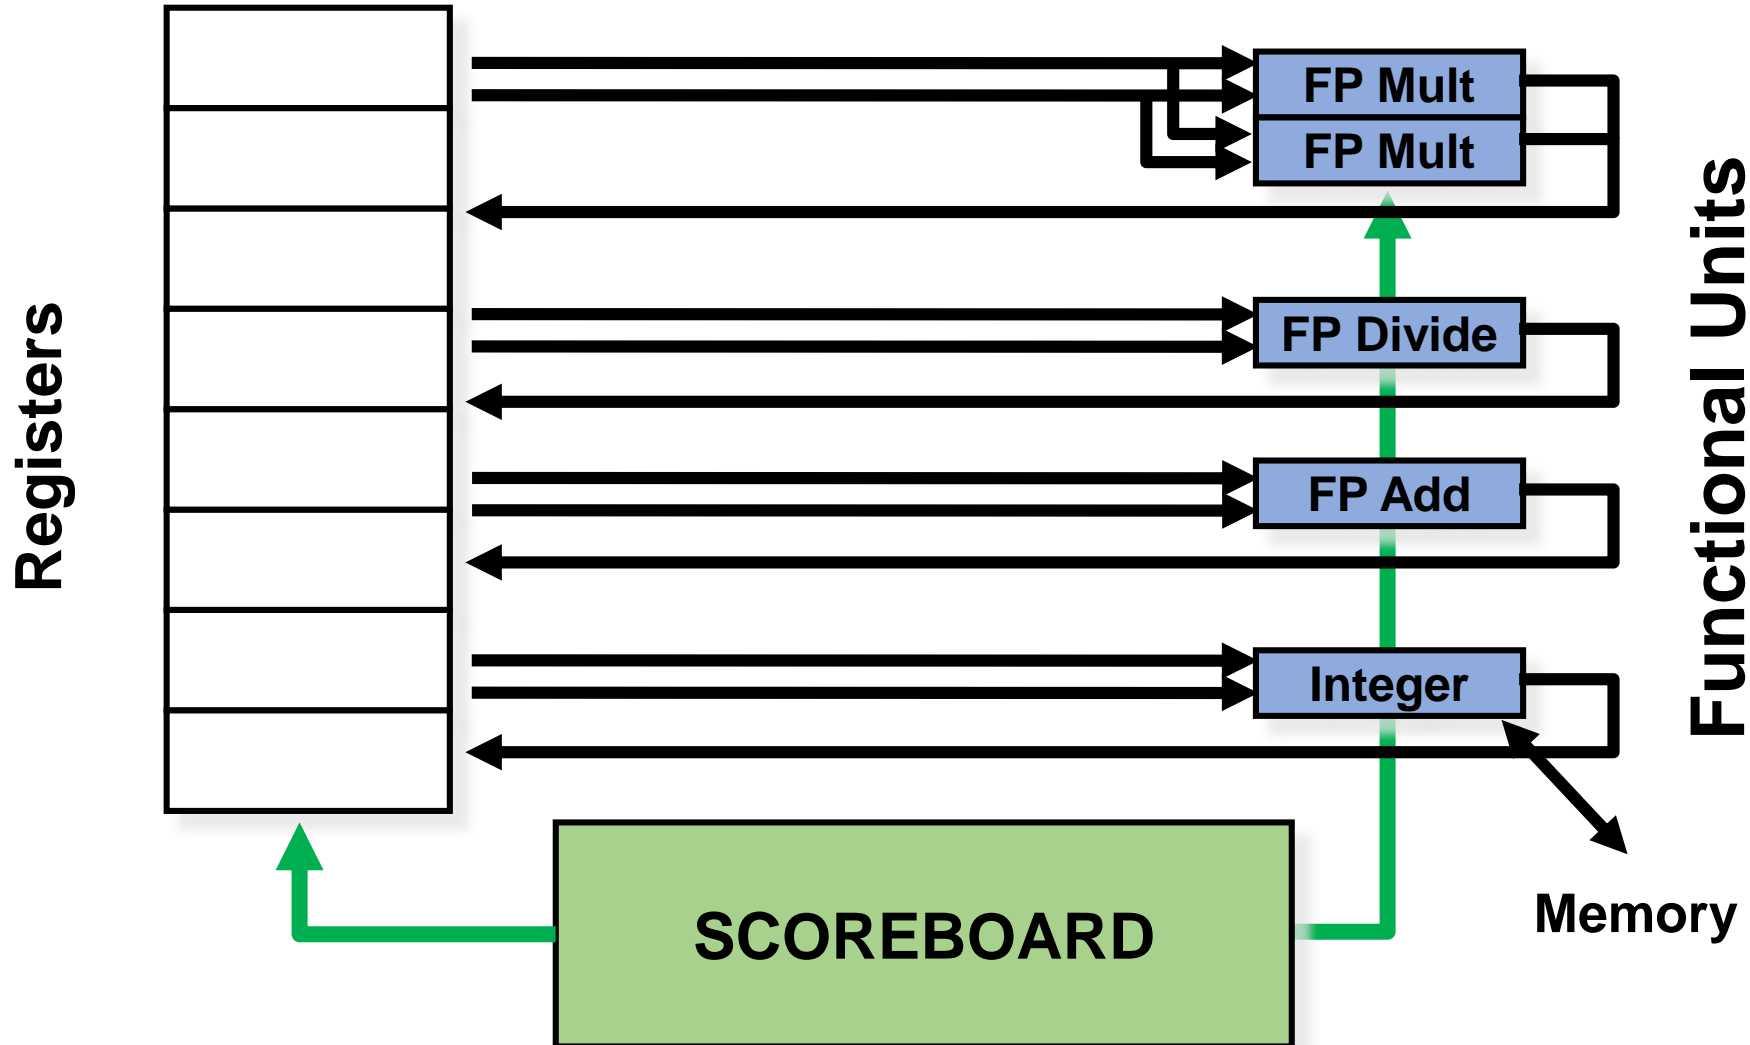 Registers
FP Mult
FP Mult
FP Divide
FP Add
Integer
Functional Units
Memory
SCOREBOARD